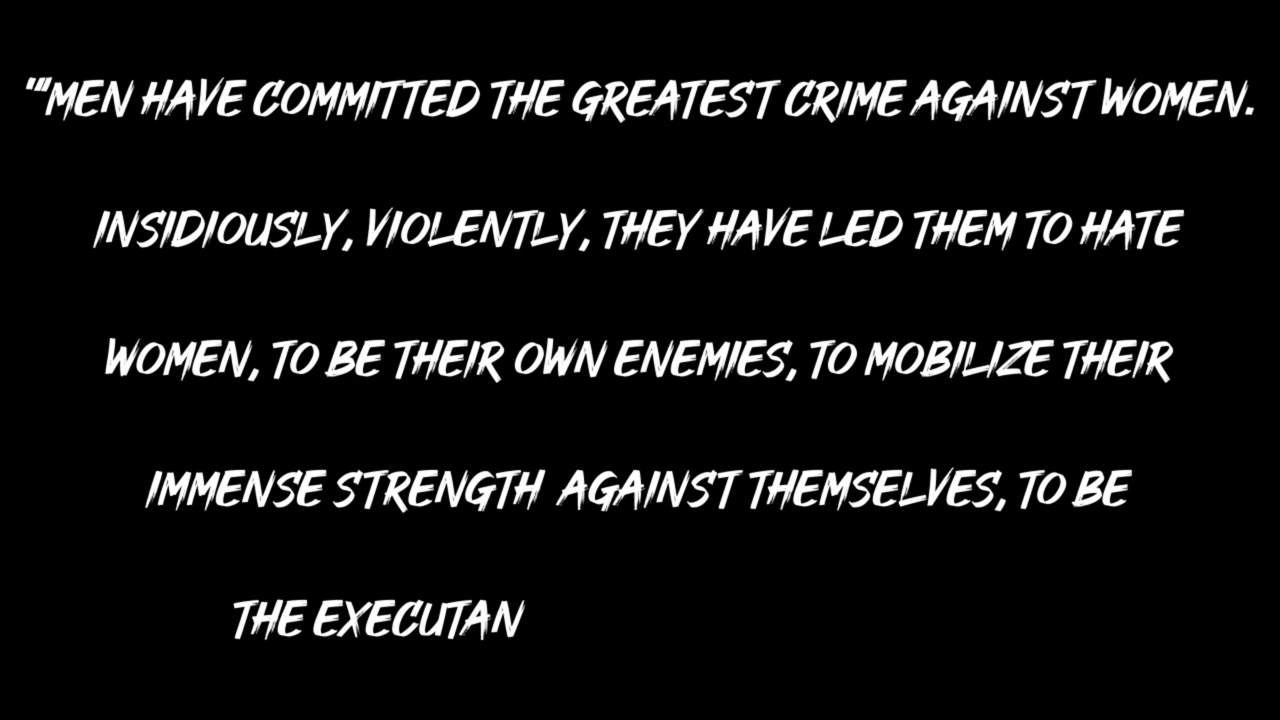 "'MEN HAVE COMMITTED THE GREATEST CRIME AGAINST WOMEN.
INSIDIOUSLY, VIOLENTLY, THEY HAVE LED THEM TO HATE
WOMEN, TO BE THEIR OWN ENEMIES, TO MOBILIZE THEIR
IMMENSE STRENGTH AGAINST THEMSELVES, TO BE
THE EXECUTAN